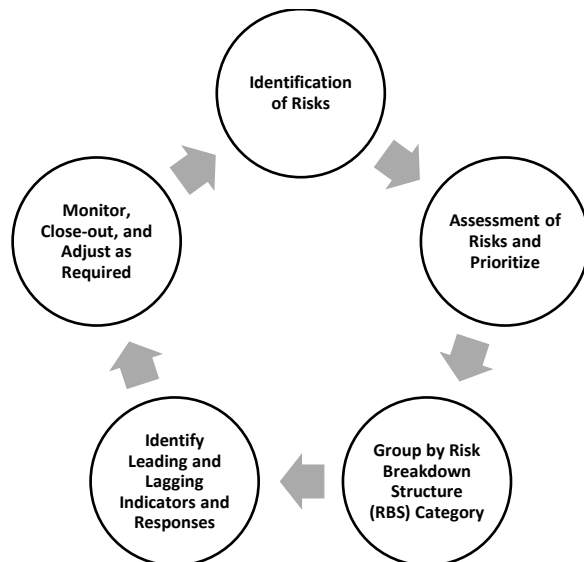 Identification
of Risks
Assessment of
Risks and
Prioritize
Group by Risk
Breakdown
Structure
(RBS) Category
Identify
Leading and
Lagging
Indicators and
Responses
Monitor,
Close-out, and
Adjust as
Required